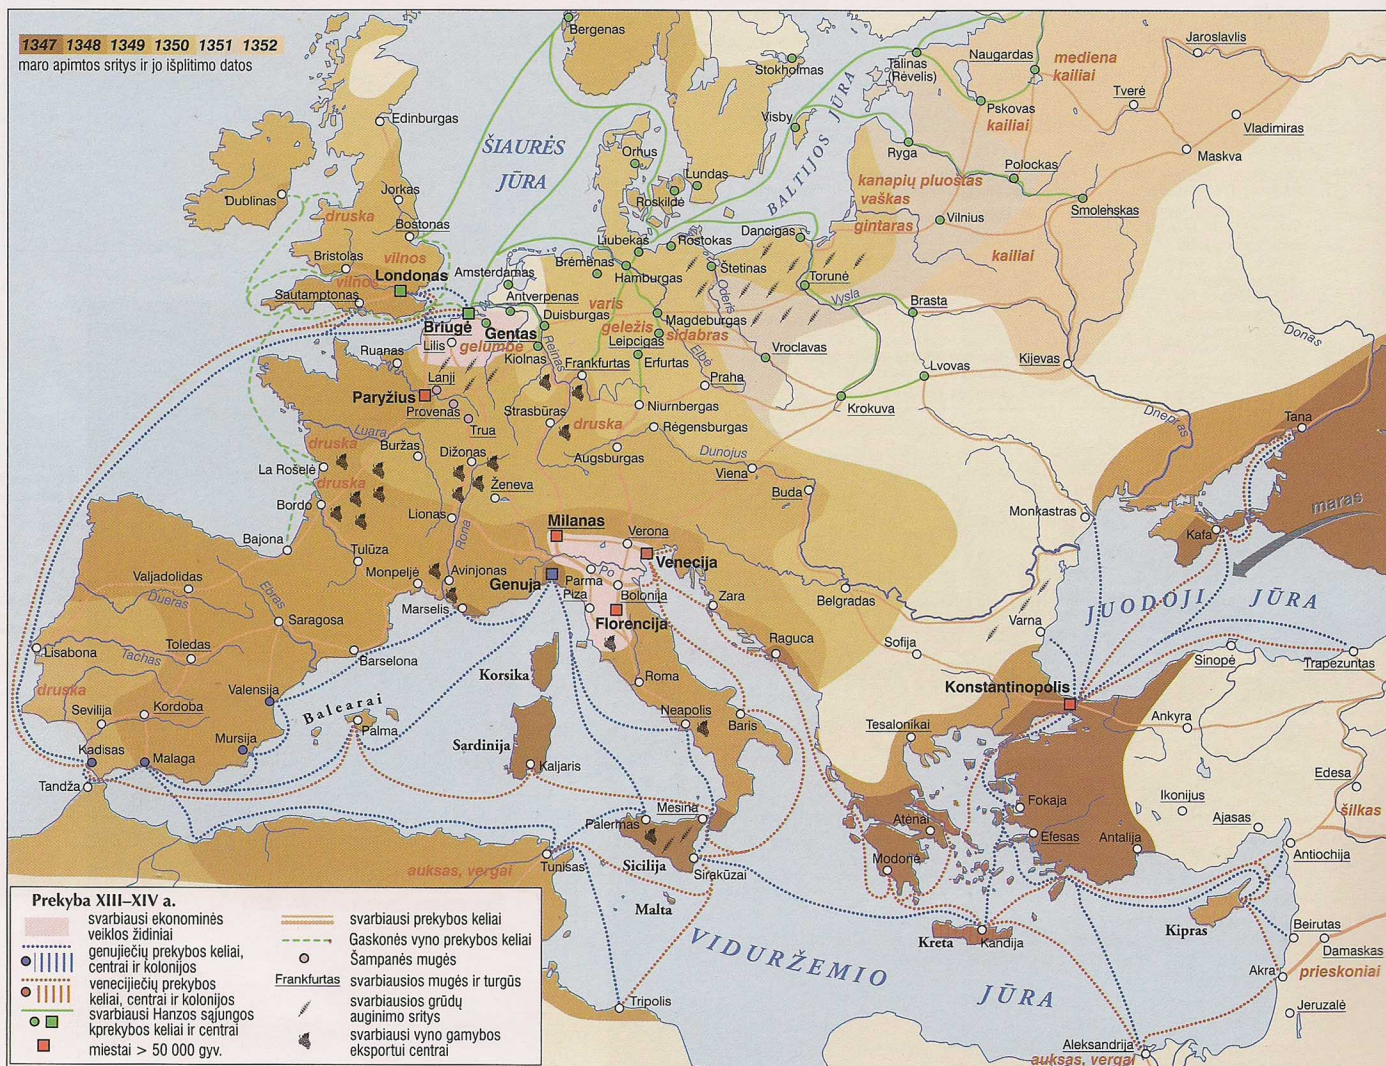 1347 1348 1349 1350 1351 1352
maro apimtos sritys ir jo išplitimo datos
Bergenas
Stokholmas
Talinas
(Rėvelis)
Naugardas
mediena
kailiai
Jaroslavlis
Tverė
Vladimiras
Pskovas
kailiai
Maskva
Edinburgas
ŠIAURĖS
JŪRA
BALTIJOS JŪRA
Visby
Orhus
Lundas
Roskildė
Ryga
Polockas
Smolenskas
kanapių pluoštas
vaškas
gintaras
Vilnius
kailiai
Dublinas
Jorkas
druska
Bostonas
Bristolas
vilnos
Londonas
vilnos
Sautamptonas
Amsterdamas
Liubekas
Rostokas
Dancigas
Brėmenas
Hamburgas
Štetinas
Torunė
Oderis
Vysla
Brasta
Antverpenas
Duisburgas
varis
geležis
sidabras
Magdeburgas
Briugė
Gentas
Lilis
gelumbė
Kiolnas
Reinas
Leipcigas
Erfurtas
Elbė
Vroclavas
Ruanas
Lanji
Frankfurtas
Praha
Lvovas
Kijevas
Donas
Paryžius
Provenas
Trua
Strasbūras
Niurnbergas
Krokuva
Dnepras
Tana
Luara
druska
Rėgensburgas
druska
Buržas
Dižonas
Augsburgas
Dunojus
Viena
La Rošelė
druska
Ženeva
Buda
Bordo
Lionas
Rona
Milanas
Verona
Monkastras
maras
Kafa
Bajona
Tulūza
Venecija
Valjadolidas
Dueras
Ebras
Monpeljė
Avinjonas
Genuja
Parma
Po
Piza
Bolonija
Marselis
Zara
Belgradas
JUODOJI JŪRA
Saragosa
Florencija
Varna
Lisabona
Toledas
Tachas
Barselona
Korsika
Roma
Raguca
Sofija
Sinopė
Trapezuntas
druska
Valensija
Balearai
Konstantinopolis
Sevilija
Kordoba
Palma
Neapolis
Baris
Tesalonikai
Ankyra
Mursija
Sardinija
Kadisas
Malaga
Kaljaris
Tandža
Edesa
Mesina
Fokaja
Ikonijus
šilkas
Palermas
Atėnai
Efesas
Antalija
Ajasas
Sicilija
Modonė
Antiochija
auksas, vergai
Tunisas
Sirakūzai
Malta
Kreta
Kandija
Kipras
Beirutas
Damaskas
VIDURŽEMIO JŪRA
Akra
prieskoniai
Tripolis
Jeruzalė
Aleksandrija
auksas, vergai
Prekyba XIII–XIV a.
svarbiausi ekonominės
veiklos židiniai
genujiečių prekybos keliai,
centrai ir kolonijos
venecijiečių prekybos
keliai, centrai ir kolonijos
svarbiausi Hanzos sąjungos
kprekybos keliai ir centrai
miestai > 50 000 gyv.
svarbiausi prekybos keliai
Gaskonės vyno prekybos keliai
Šampanės mugės
Frankfurtas svarbiausios mugės ir turgūs
svarbiausios grūdų
auginimo sritys
svarbiausi vyno gamybos
eksportui centrai